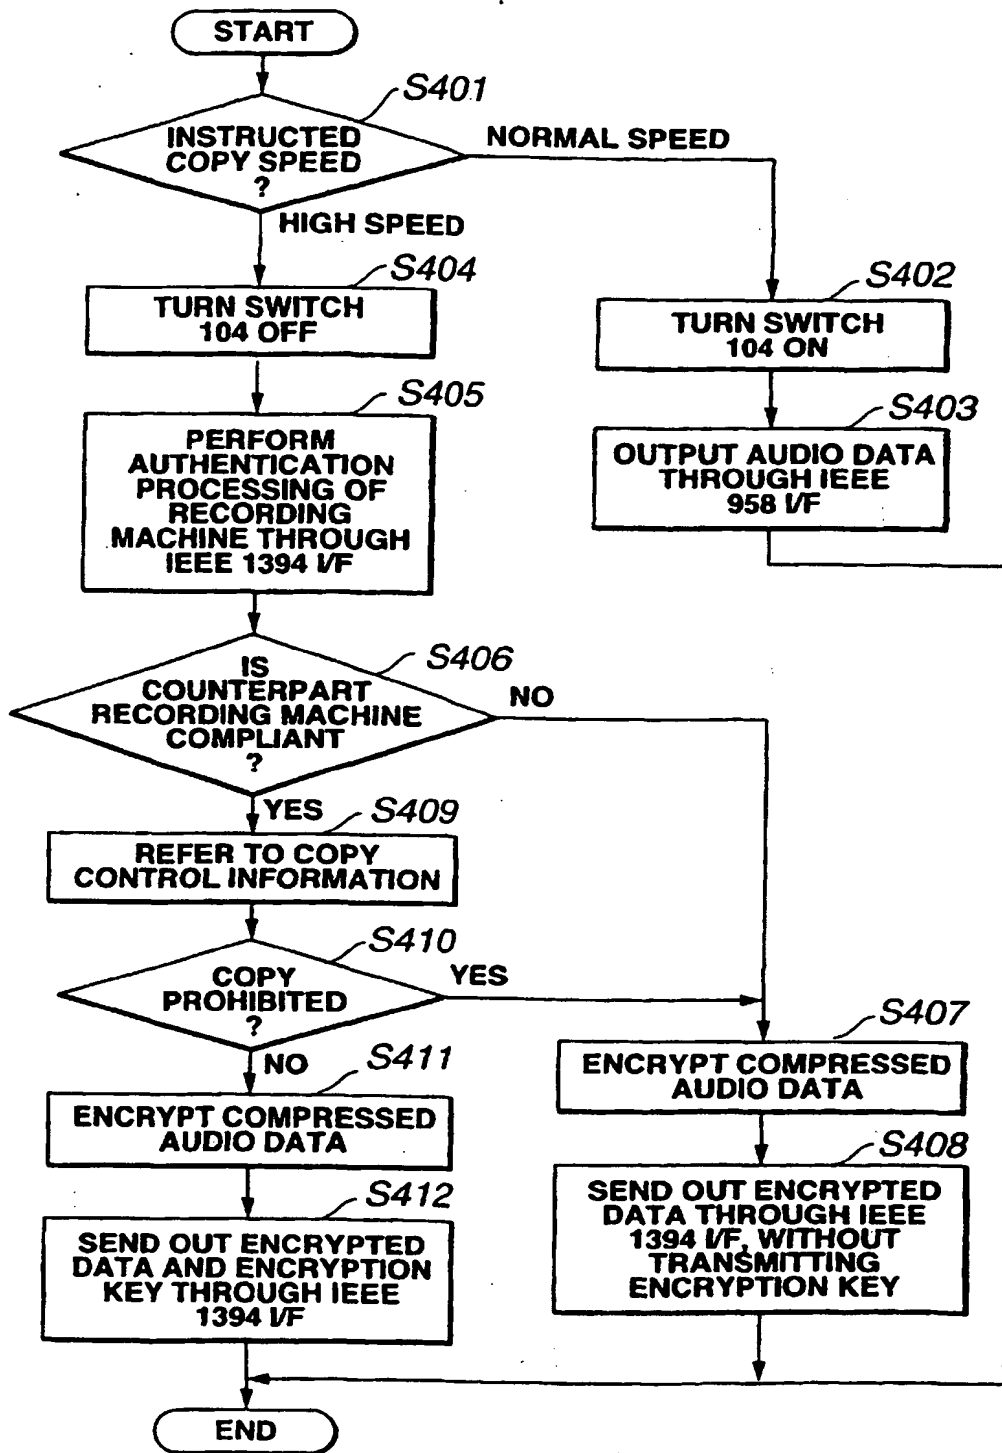 START
S401
INSTRUCTED
COPY SPEED
?
NORMAL SPEED
HIGH SPEED
S404
TURN SWITCH
104 OFF
S402
TURN SWITCH
104 ON
S405
PERFORM
AUTHENTICATION
PROCESSING OF
RECORDING
MACHINE THROUGH
IEEE 1394 I/F
S403
OUTPUT AUDIO DATA
THROUGH IEEE
958 I/F
S406
IS
COUNTERPART
RECORDING MACHINE
COMPLIANT
?
NO
YES
S409
REFER TO COPY
CONTROL INFORMATION
S410
COPY
PROHIBITED
?
YES
NO
S407
ENCRYPT COMPRESSED
AUDIO DATA
S411
ENCRYPT COMPRESSED
AUDIO DATA
S408
SEND OUT ENCRYPTED
DATA THROUGH IEEE
1394 I/F, WITHOUT
TRANSMITTING
ENCRYPTION KEY
S412
SEND OUT ENCRYPTED
DATA AND ENCRYPTION
KEY THROUGH IEEE
1394 I/F
END